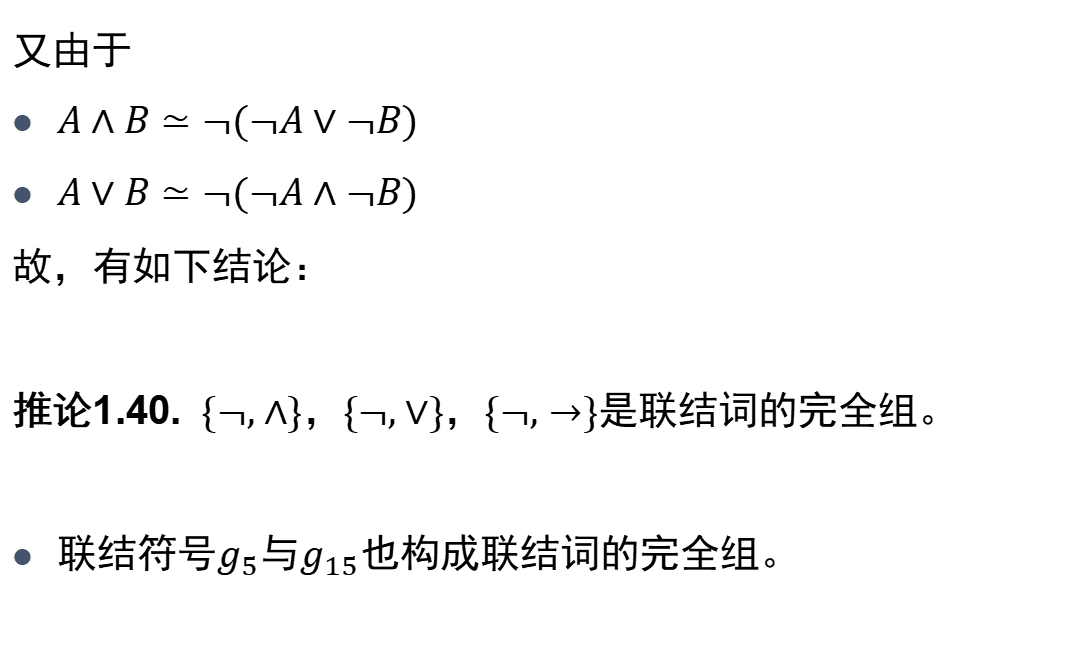 又由于
● A ∧ B ≃ ¬(¬A ∨ ¬B)
● A ∨ B ≃ ¬(¬A ∧ ¬B)
故，有如下结论：
推论1.40. {¬, ∧}，{¬, ∨}，{¬, →}是联结词的完全组。
● 联结符号g₅与g₁₅也构成联结词的完全组。